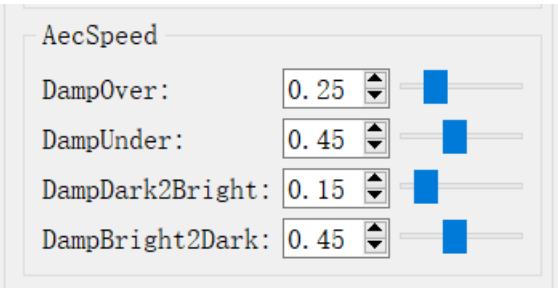 AecSpeed
DampOver: 0.25
DampUnder: 0.45
DampDark2Bright: 0.15
DampBright2Dark: 0.45